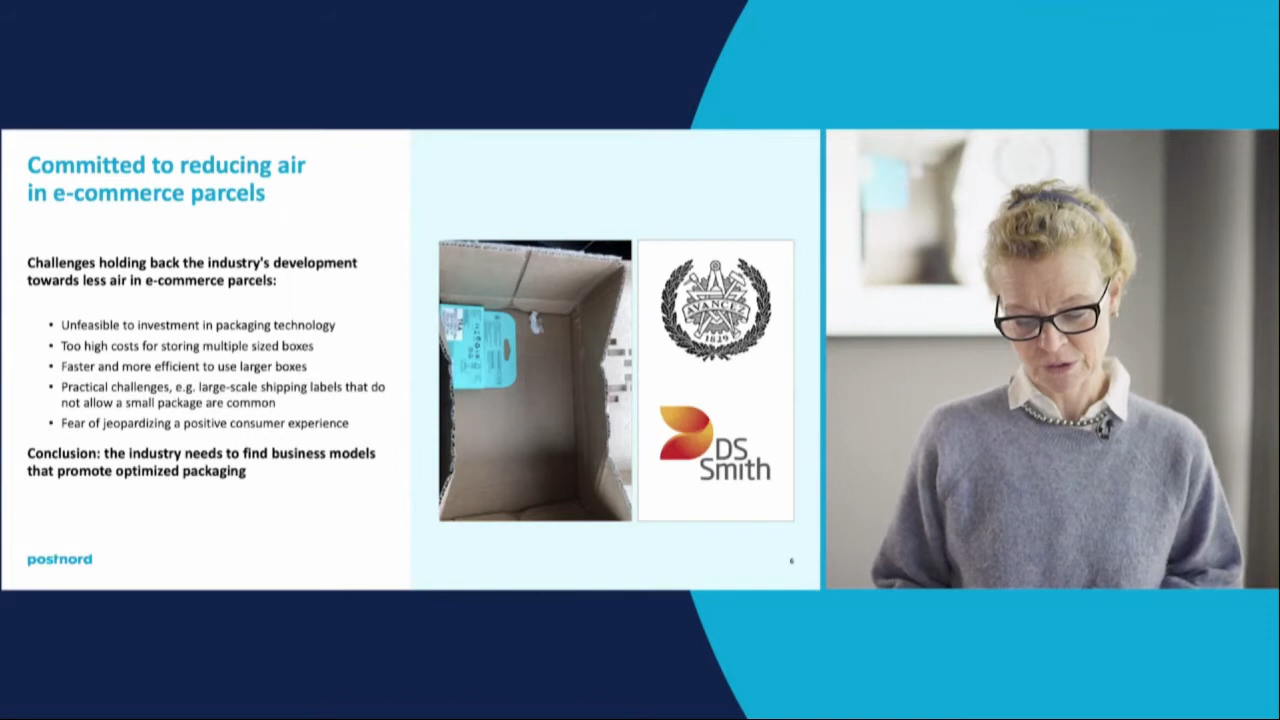 Committed to reducing air
in e-commerce parcels
Challenges holding back the industry's development
towards less air in e-commerce parcels:
• Unfeasible to investment in packaging technology
• Too high costs for storing multiple sized boxes
• Faster and more efficient to use larger boxes
• Practical challenges, e.g. large-scale shipping labels that do
not allow a small package are common
• Fear of jeopardizing a positive consumer experience
Conclusion: the industry needs to find business models
that promote optimized packaging
postnord
AVANCEZ
1829
DS
Smith
6